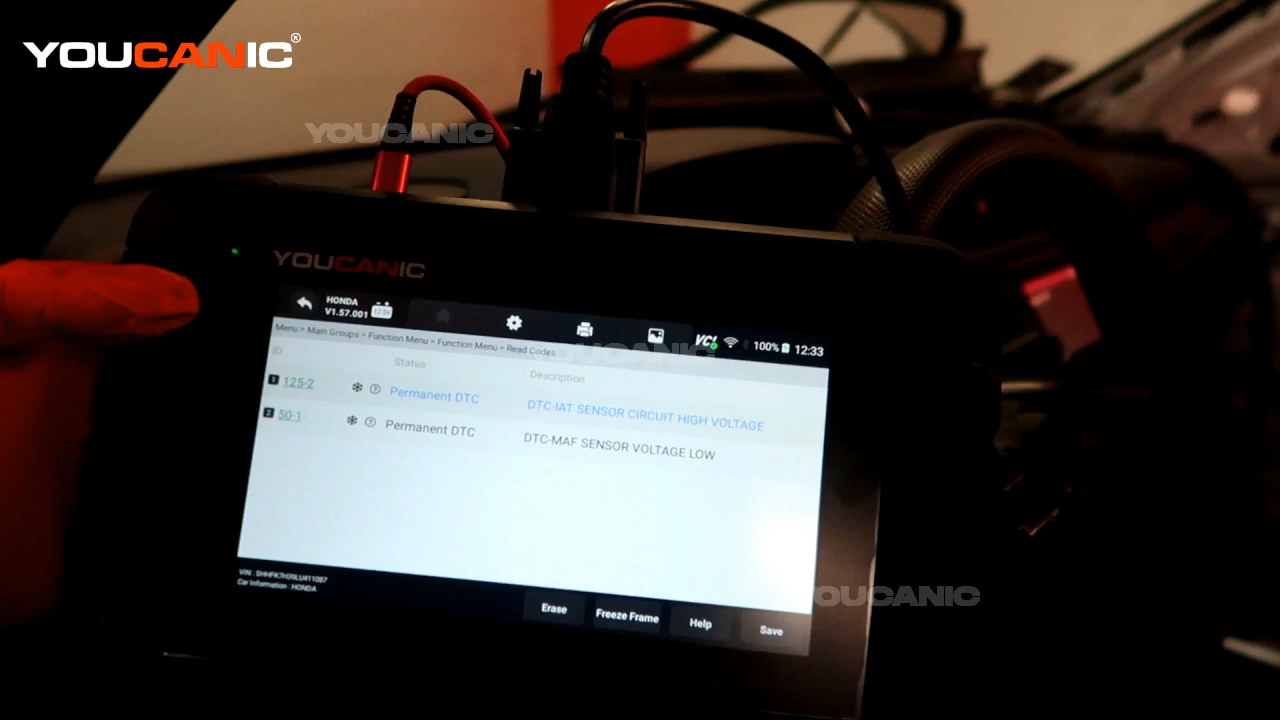 YOUCANIC®
YOUCANIC
YOUCANIC
HONDA
V1.57.001
VCI 100% 12:33
Menu > Main Groups > Function Menu > Function Menu > Read Codes
YOUCANIC
ID Status Description
1 125-2 Permanent DTC DTC-IAT SENSOR CIRCUIT HIGH VOLTAGE
2 50-1 Permanent DTC DTC-MAF SENSOR VOLTAGE LOW
Car Information : HONDA
Erase Freeze Frame Help Save
YOUCANIC